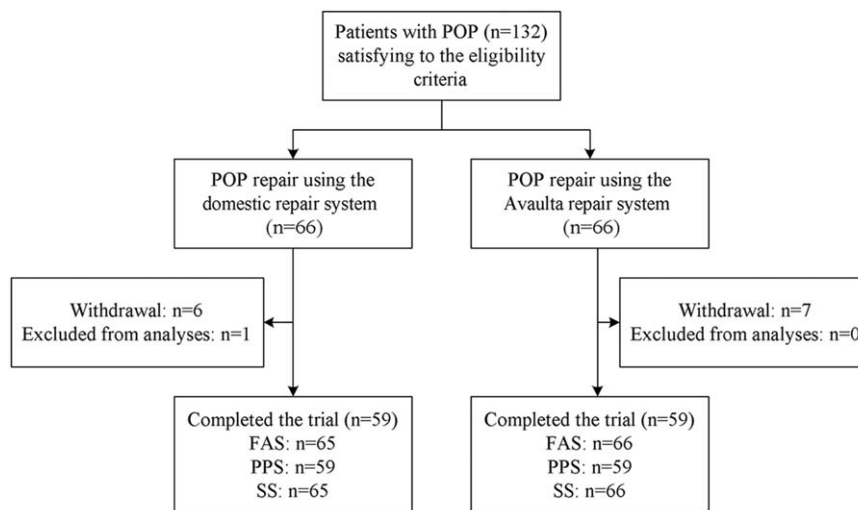 Patients with POP (n=132)
satisfying to the eligibility
criteria
POP repair using the
domestic repair system
(n=66)
POP repair using the
Avaulta repair system
(n=66)
Withdrawal: n=6
Excluded from analyses: n=1
Withdrawal: n=7
Excluded from analyses: n=0
Completed the trial (n=59)
FAS: n=65
PPS: n=59
SS: n=65
Completed the trial (n=59)
FAS: n=66
PPS: n=59
SS: n=66